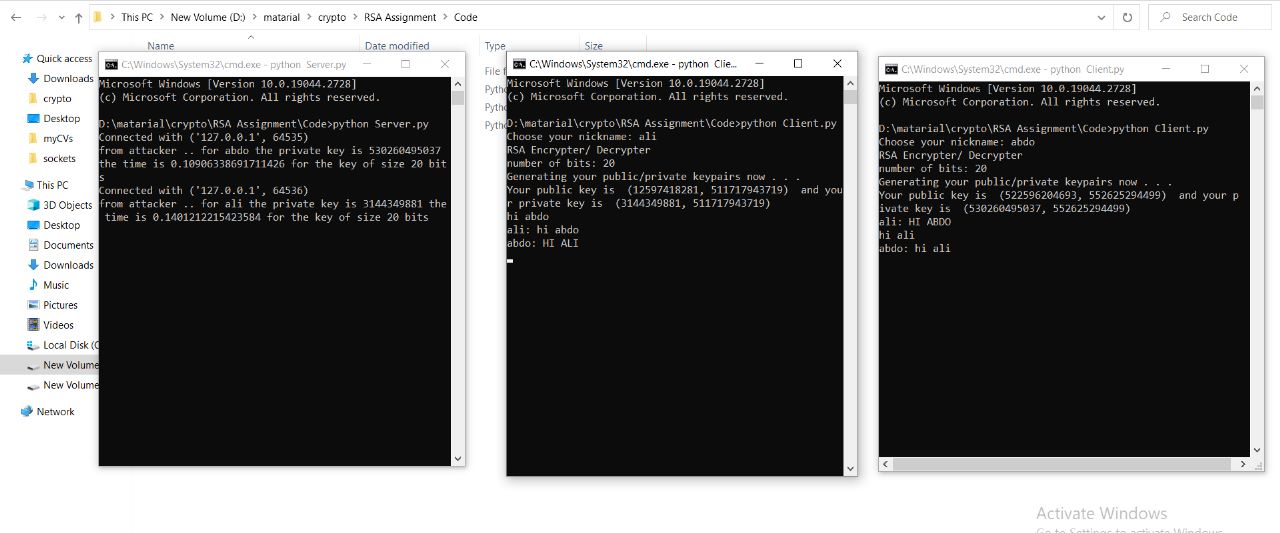 This PC > New Volume (D:) > matarial > crypto > RSA Assignment > Code
Search Code
Name Date modified Type Size
Quick access
Downloads
crypto
Desktop
myCVs
sockets
This PC
3D Objects
Desktop
Documents
Downloads
Music
Pictures
Videos
Local Disk (C
New Volume
New Volume
Network
File f
Pytho
Pytho
Pytho
C:\Windows\System32\cmd.exe - python Server.py
Microsoft Windows [Version 10.0.19044.2728]
(c) Microsoft Corporation. All rights reserved.
D:\matarial\crypto\RSA Assignment\Code>python Server.py
Connected with ('127.0.0.1', 64535)
from attacker .. for abdo the private key is 530260495037
the time is 0.10906338691711426 for the key of size 20 bit
s
Connected with ('127.0.0.1', 64536)
from attacker .. for ali the private key is 3144349881 the
 time is 0.1401212215423584 for the key of size 20 bits
C:\Windows\System32\cmd.exe - python Clie...
Microsoft Windows [Version 10.0.19044.2728]
(c) Microsoft Corporation. All rights reserved.
D:\matarial\crypto\RSA Assignment\Code>python Client.py
Choose your nickname: ali
RSA Encrypter/ Decrypter
number of bits: 20
Generating your public/private keypairs now . . .
Your public key is  (12597418281, 511717943719)  and you
r private key is  (3144349881, 511717943719)
hi abdo
ali: hi abdo
abdo: HI ALI
C:\Windows\System32\cmd.exe - python Client.py
Microsoft Windows [Version 10.0.19044.2728]
(c) Microsoft Corporation. All rights reserved.
D:\matarial\crypto\RSA Assignment\Code>python Client.py
Choose your nickname: abdo
RSA Encrypter/ Decrypter
number of bits: 20
Generating your public/private keypairs now . . .
Your public key is  (522596204693, 552625294499)  and your p
ivate key is  (530260495037, 552625294499)
ali: HI ABDO
hi ali
abdo: hi ali
Activate Windows
Go to Settings to activate Windows